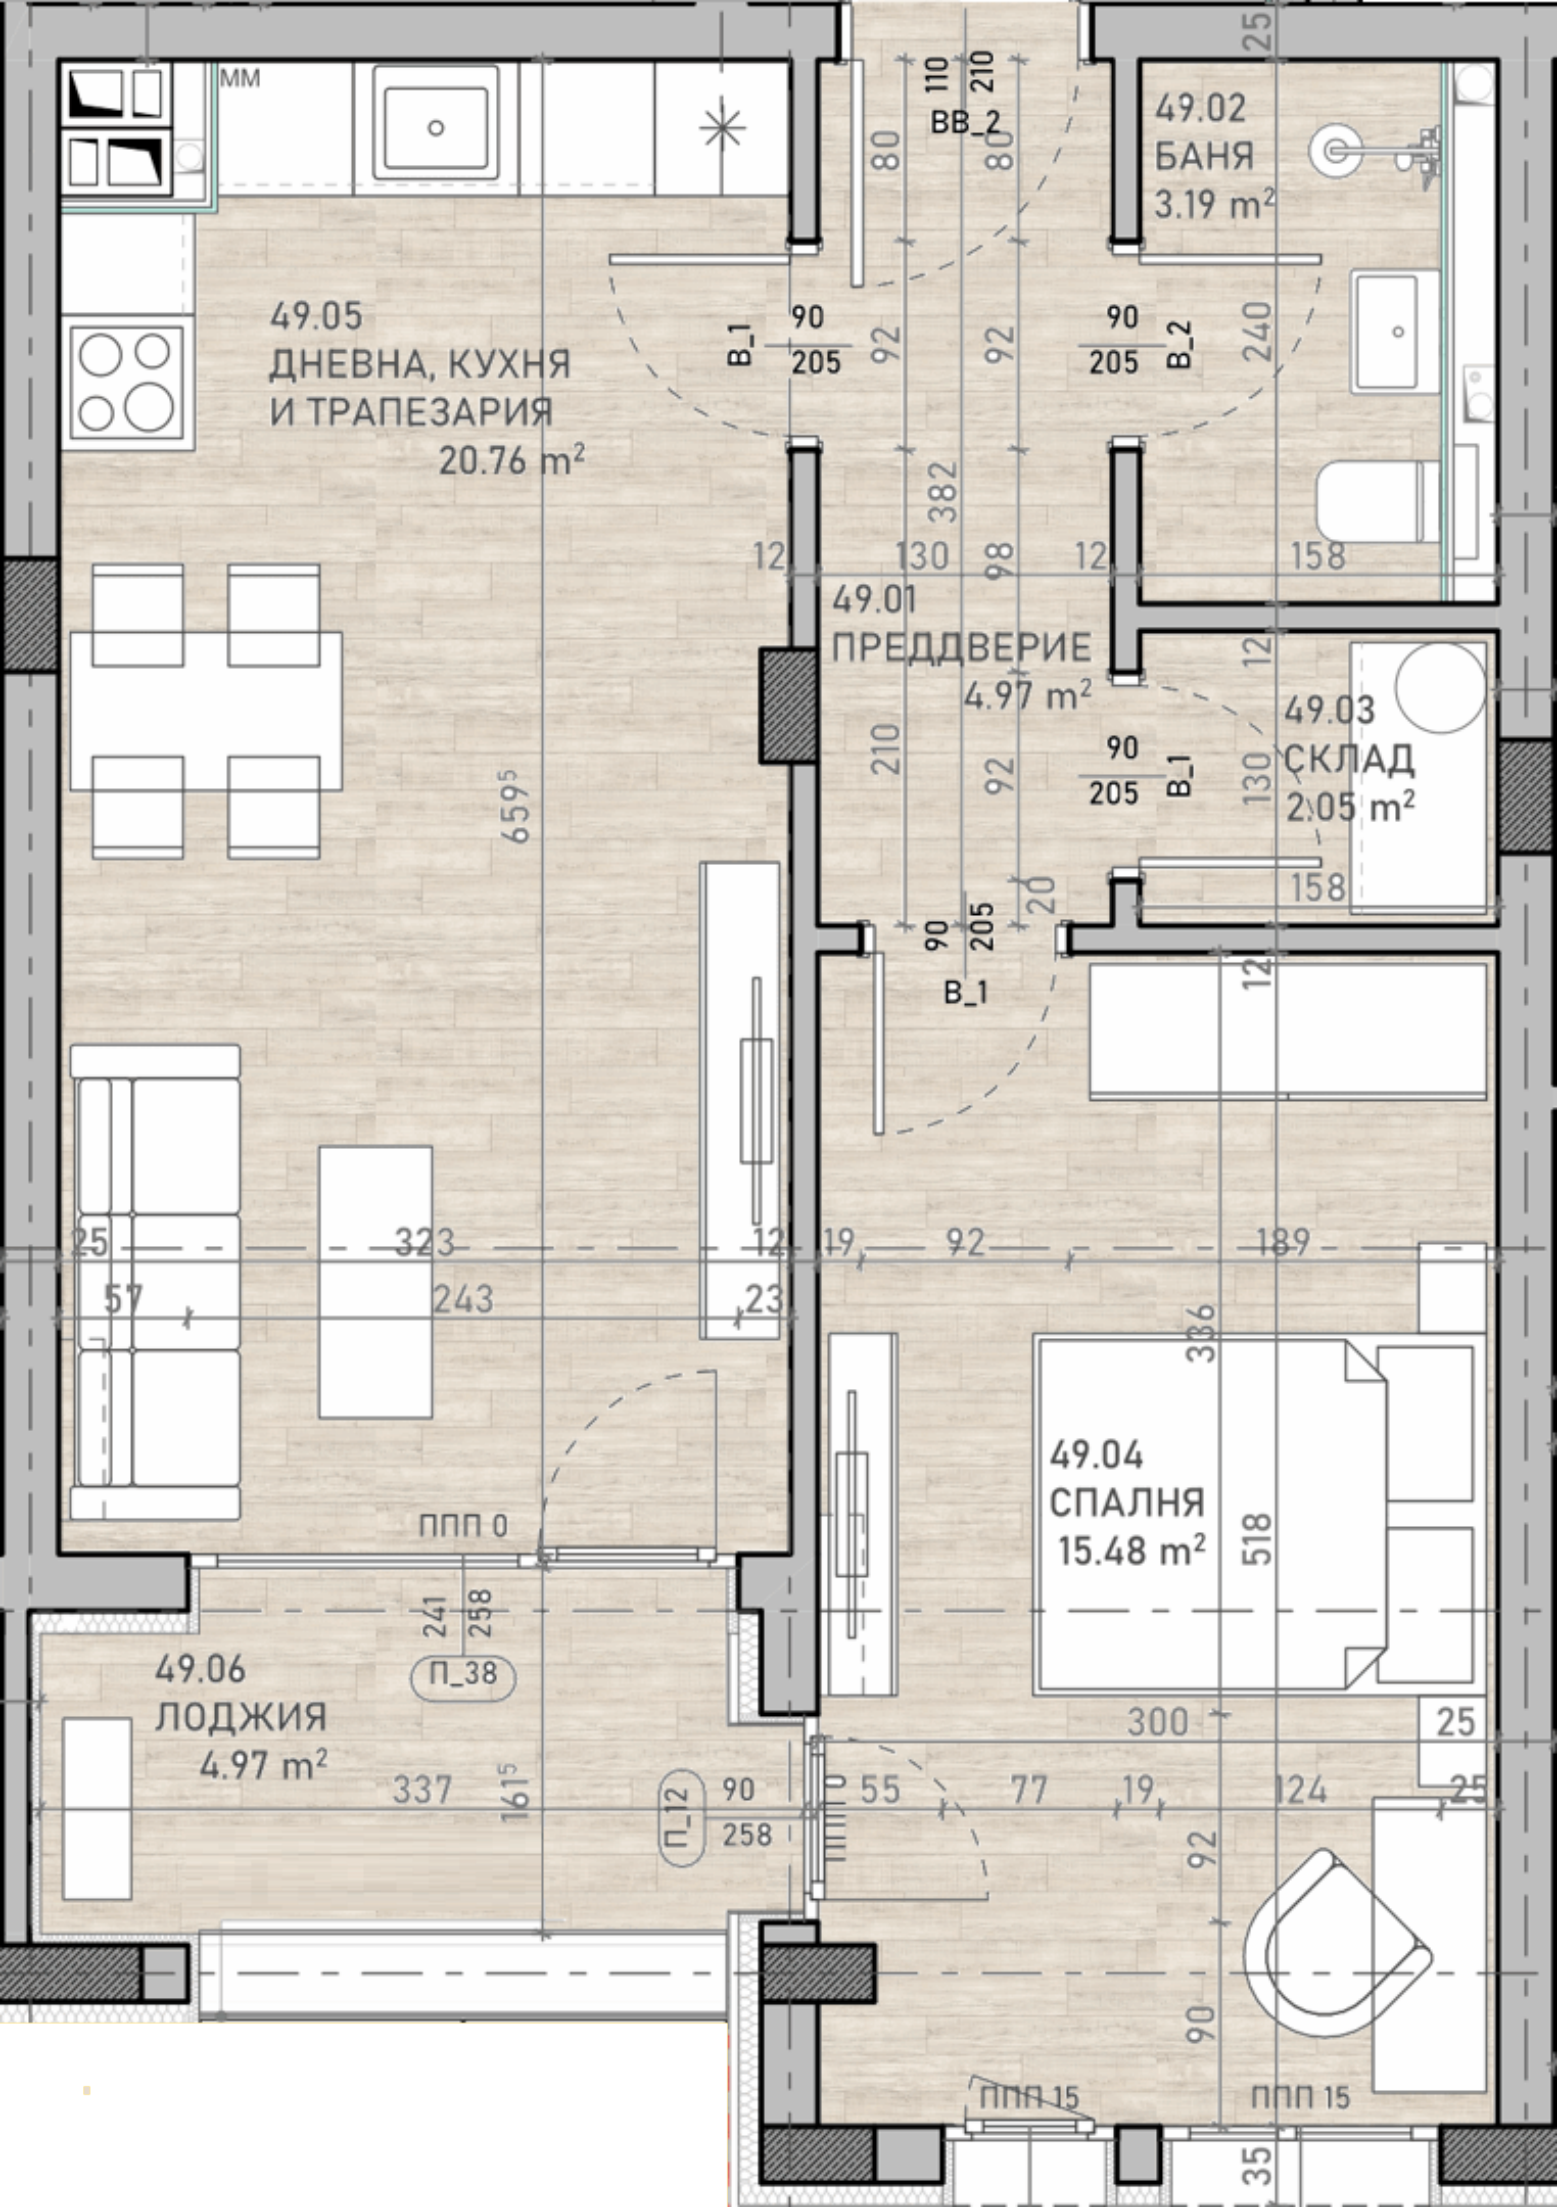 25
ММ
110
210
ВВ_2
80
80
49.02
БАНЯ
3.19 m²
49.05
ДНЕВНА, КУХНЯ
И ТРАПЕЗАРИЯ
20.76 m²
В_1
90
205
92
92
90
205
В_2
240
382
12
130
98
12
158
49.01
ПРЕДДВЕРИЕ
4.97 m²
12
49.03
СКЛАД
2.05 m²
210
92
90
205
В_1
130
659⁵
158
20
90
205
В_1
12
25
323
12
19
92
189
57
243
23
336
49.04
СПАЛНЯ
15.48 m²
518
ППП 0
241
258
П_38
49.06
ЛОДЖИЯ
4.97 m²
300
25
337
161⁵
П_12
90
258
ППП 0
55
77
19
124
25
92
90
ППП 15
ППП 15
35